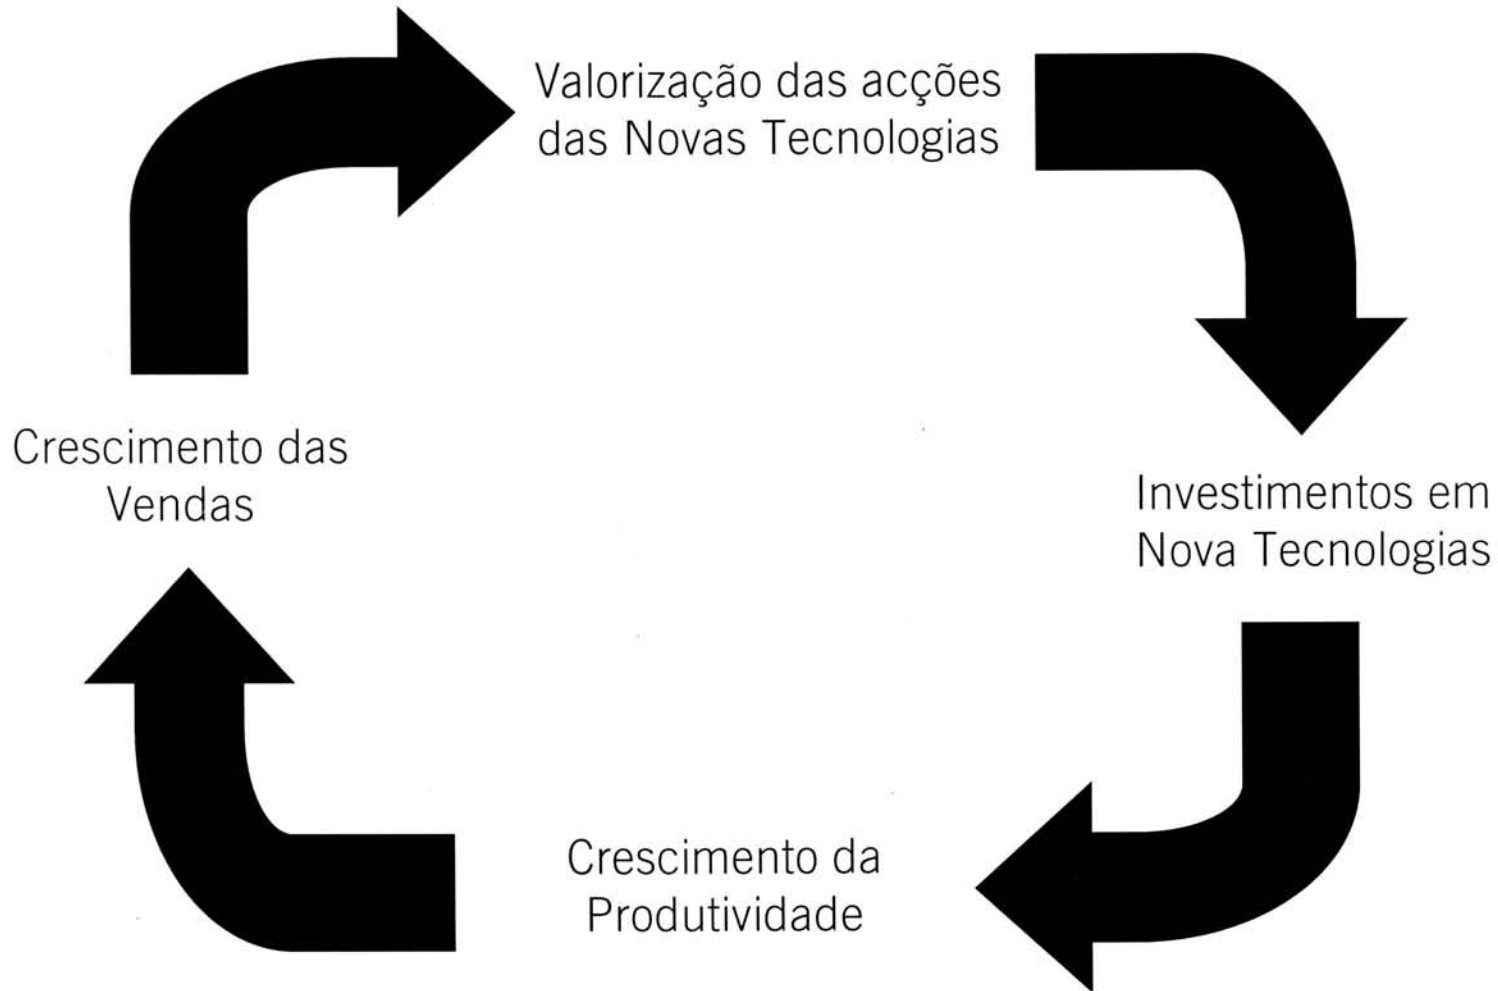 Valorização das acções
das Novas Tecnologias
Crescimento das
Vendas
Investimentos em
Nova Tecnologias
Crescimento da
Produtividade